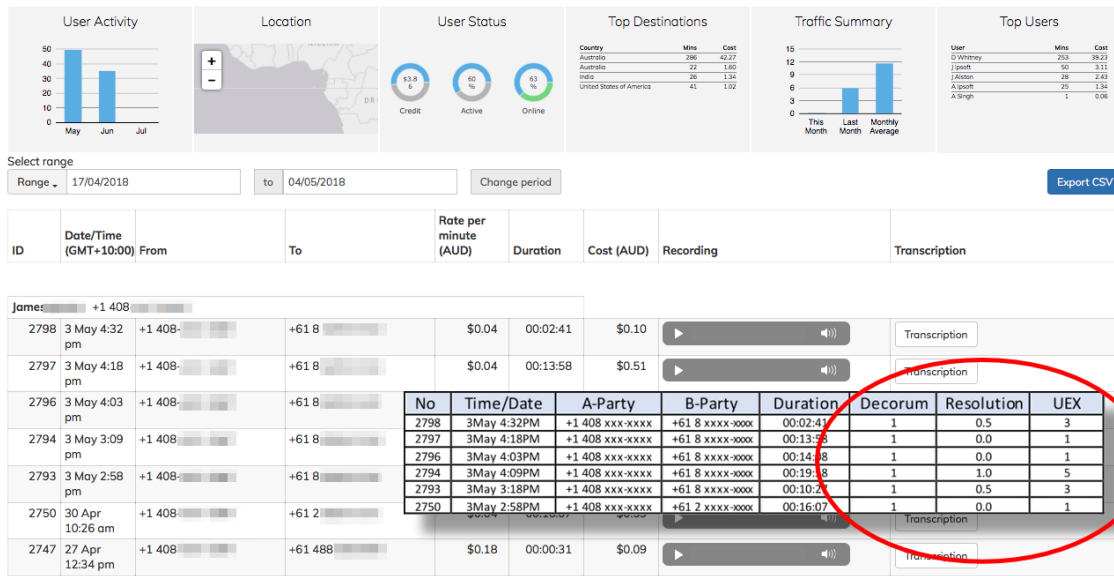 User Activity
50
40
30
20
10
0
May Jun Jul
Location
+
−
User Status
$3.8
6
Credit
60
%
Active
63
%
Online
Top Destinations
Country Mins Cost
Australia 286 42.27
Australia 22 1.60
India 26 1.34
United States of America 41 1.02
Traffic Summary
15
12
9
6
3
0
This Month
Last Month
Monthly Average
Top Users
User Mins Cost
D Whitney 253 39.23
J Ipsoft 50 3.11
J Alston 28 2.43
A Ipsoft 25 1.34
A Singh 1 0.06
Select range
Range 17/04/2018 to 04/05/2018 Change period Export CSV
ID Date/Time (GMT+10:00) From To Rate per minute (AUD) Duration Cost (AUD) Recording Transcription
James +1 408-
2798 3 May 4:32 pm +1 408- +61 8 $0.04 00:02:41 $0.10 Transcription
2797 3 May 4:18 pm +1 408- +61 8 $0.04 00:13:58 $0.51 Transcription
2796 3 May 4:03 pm +1 408- +61 8
2794 3 May 3:09 pm +1 408- +61 8
2793 3 May 2:58 pm +1 408- +61 8
2750 30 Apr 10:26 am +1 408- +61 2 Transcription
2747 27 Apr 12:34 pm +1 408 +61 488 $0.18 00:00:31 $0.09 Transcription
No Time/Date A-Party B-Party Duration Decorum Resolution UEX
2798 3May 4:32PM +1 408 xxx-xxxx +61 8 xxxx-xxxx 00:02:41 1 0.5 3
2797 3May 4:18PM +1 408 xxx-xxxx +61 8 xxxx-xxxx 00:13:58 1 0.0 1
2796 3May 4:03PM +1 408 xxx-xxxx +61 8 xxxx-xxxx 1 0.0 1
2794 3May 4:09PM +1 408 xxx-xxxx +61 8 xxxx-xxxx 1 1.0 5
2793 3May 3:18PM +1 408 xxx-xxxx +61 8 xxxx-xxxx 1 0.5 3
2750 3May 2:58PM +1 408 xxx-xxxx +61 2 xxxx-xxxx 00:16:07 1 0.0 1